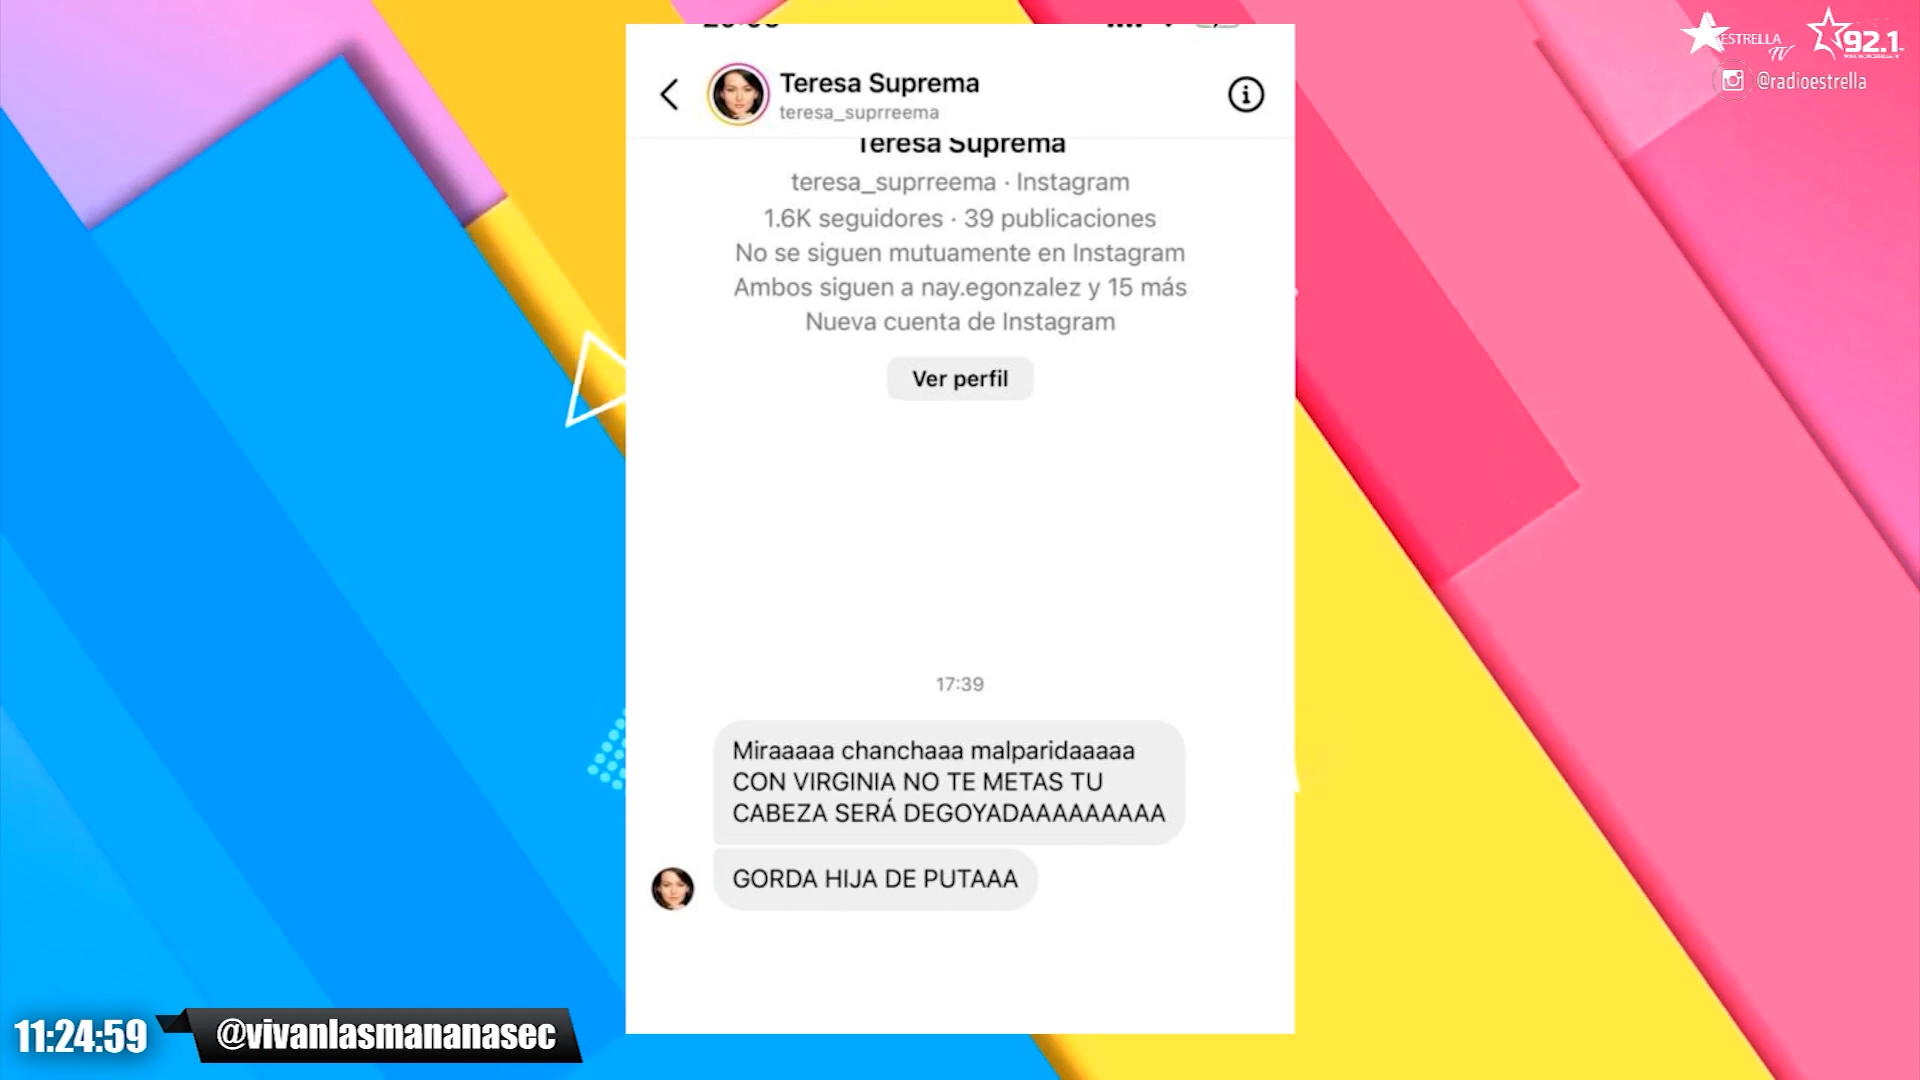 ESTRELLA
TV
92.1
@radioestrella
Teresa Suprema
teresa_suprreema
Teresa Suprema
teresa_suprreema · Instagram
1.6K seguidores · 39 publicaciones
No se siguen mutuamente en Instagram
Ambos siguen a nay.egonzalez y 15 más
Nueva cuenta de Instagram
Ver perfil
17:39
Miraaaaa chanchaaa malparidaaaaa
CON VIRGINIA NO TE METAS TU
CABEZA SERÁ DEGOYADAAAAAAAAA
GORDA HIJA DE PUTAAA
11:24:59
@vivanlasmananasec